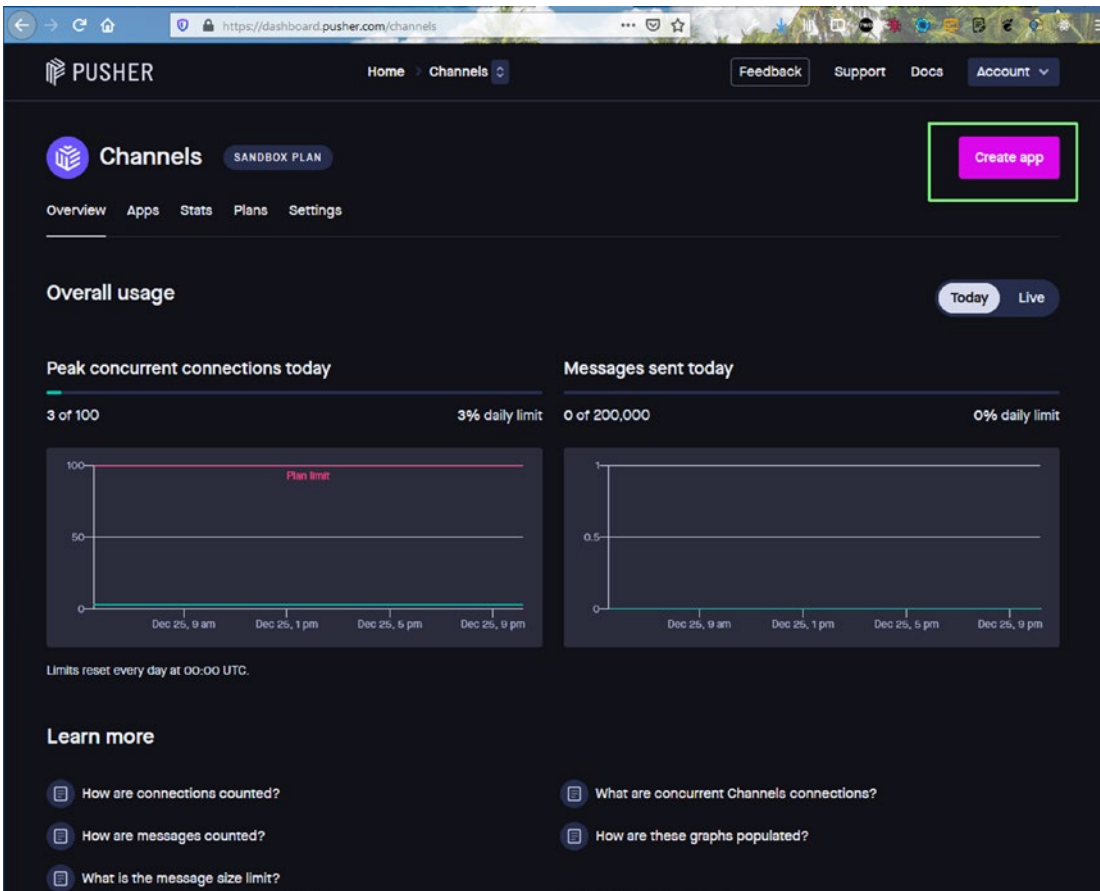 https://dashboard.pusher.com/channels
PUSHER
Home Channels
Feedback Support Docs Account
Channels SANDBOX PLAN
Create app
Overview Apps Stats Plans Settings
Overall usage
Today Live
Peak concurrent connections today
3 of 100 3% daily limit
100
Plan limit
50
0
Dec 25, 9 am Dec 25, 1 pm Dec 25, 5 pm Dec 25, 9 pm
Limits reset every day at 00:00 UTC.
Messages sent today
0 of 200,000 0% daily limit
1
0.5
0
Dec 25, 9 am Dec 25, 1 pm Dec 25, 5 pm Dec 25, 9 pm
Learn more
How are connections counted?
What are concurrent Channels connections?
How are messages counted?
How are these graphs populated?
What is the message size limit?